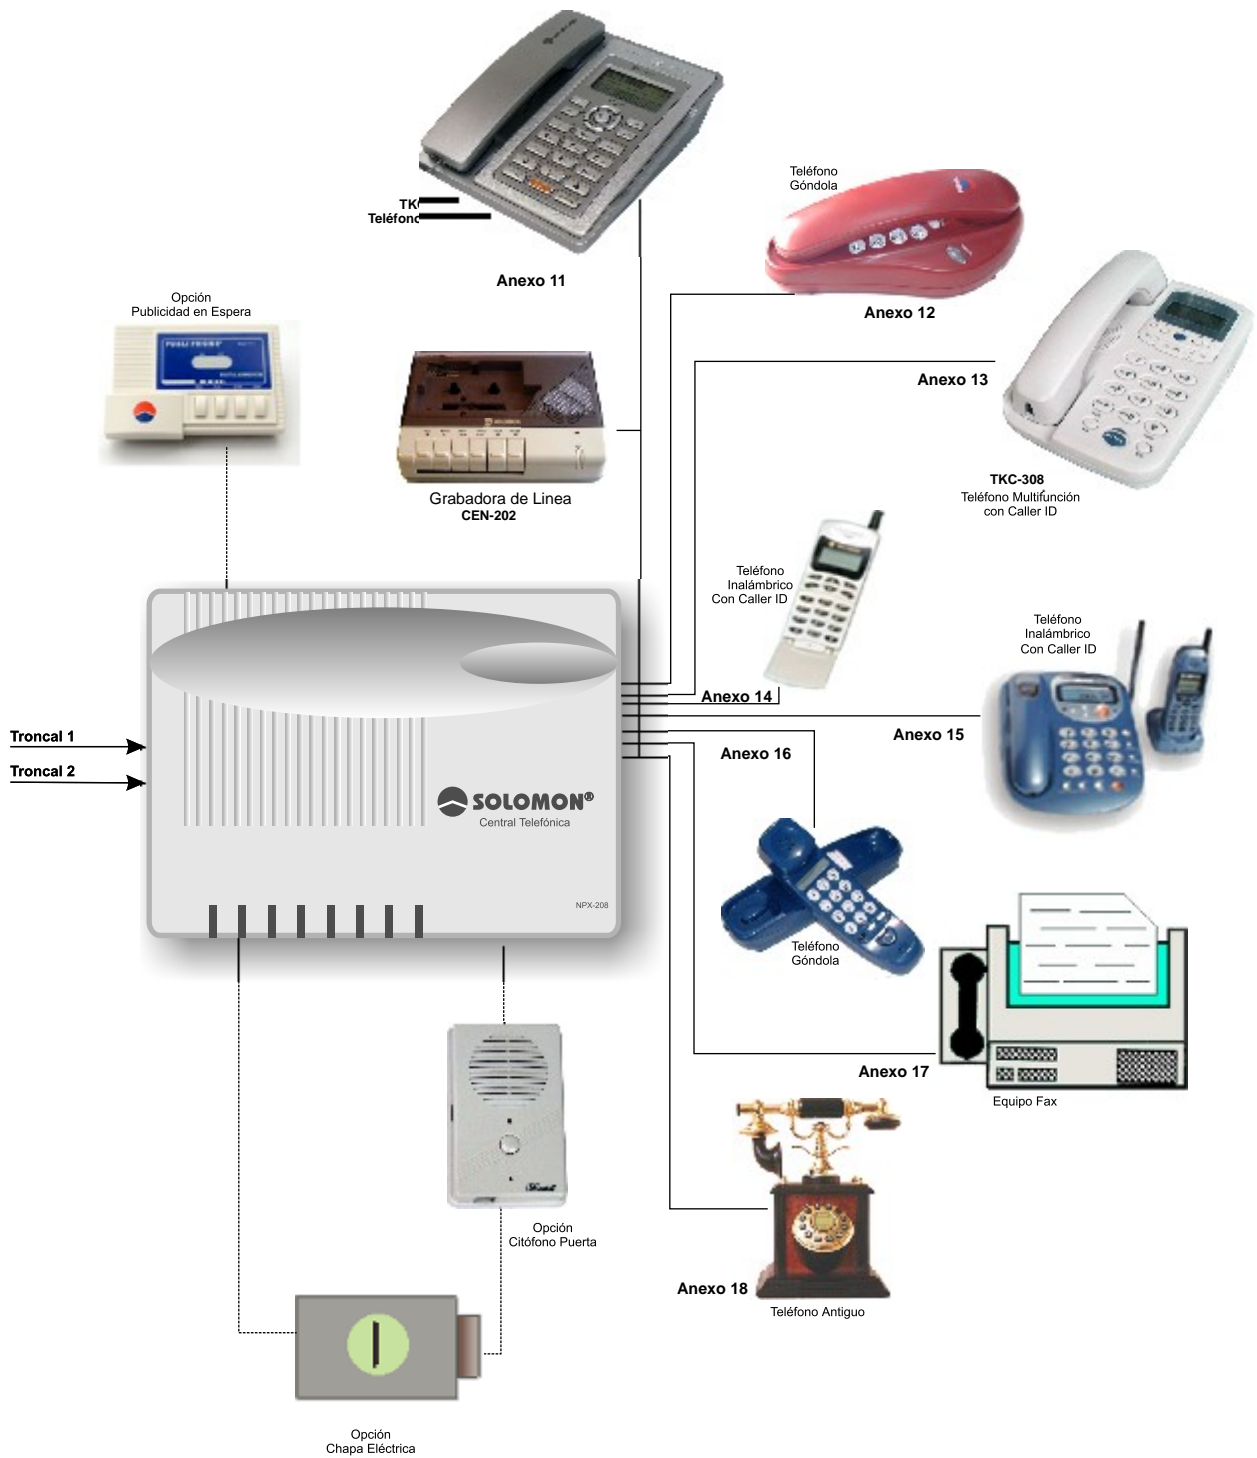 TK
Teléfono
Anexo 11
Teléfono
Góndola
Anexo 12
Opción
Publicidad en Espera
Anexo 13
TKC-308
Teléfono Multifunción
con Caller ID
Grabadora de Linea
CEN-202
Teléfono
Inalámbrico
Con Caller ID
Anexo 14
Teléfono
Inalámbrico
Con Caller ID
Anexo 15
Anexo 16
Troncal 1
Troncal 2
SOLOMON®
Central Telefónica
NPX-208
Teléfono
Góndola
Anexo 17
Equipo Fax
Opción
Citófono Puerta
Anexo 18
Teléfono Antiguo
Opción
Chapa Eléctrica